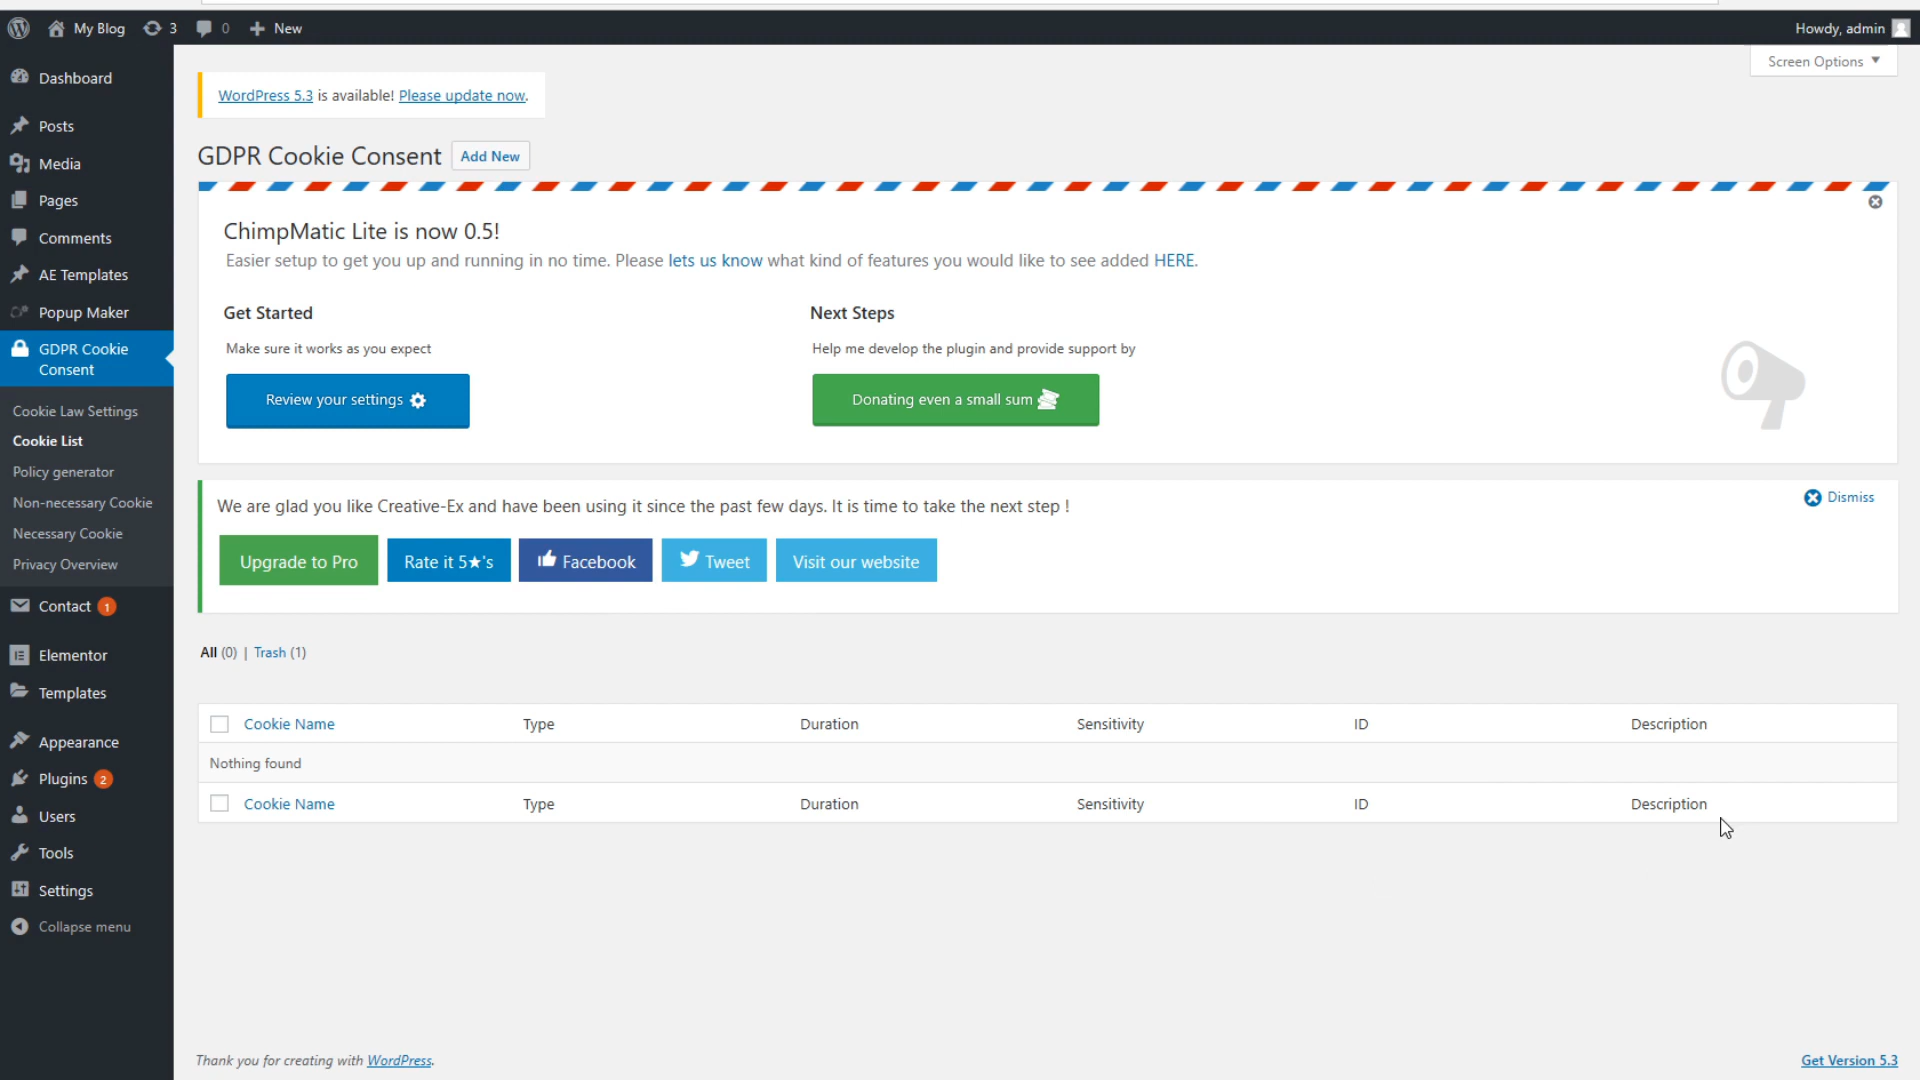 My Blog 3 0 New Howdy, admin
Screen Options
Dashboard
Posts
Media
Pages
Comments
AE Templates
Popup Maker
GDPR Cookie
Consent
Cookie Law Settings
Cookie List
Policy generator
Non-necessary Cookie
Necessary Cookie
Privacy Overview
Contact 1
Elementor
Templates
Appearance
Plugins 2
Users
Tools
Settings
Collapse menu
WordPress 5.3 is available! Please update now.
GDPR Cookie Consent Add New
ChimpMatic Lite is now 0.5!
Easier setup to get you up and running in no time. Please lets us know what kind of features you would like to see added HERE.
Get Started Next Steps
Make sure it works as you expect Help me develop the plugin and provide support by
Review your settings Donating even a small sum
We are glad you like Creative-Ex and have been using it since the past few days. It is time to take the next step ! Dismiss
Upgrade to Pro Rate it 5★'s Facebook Tweet Visit our website
All (0) | Trash (1)
Cookie Name Type Duration Sensitivity ID Description
Nothing found
Cookie Name Type Duration Sensitivity ID Description
Thank you for creating with WordPress. Get Version 5.3